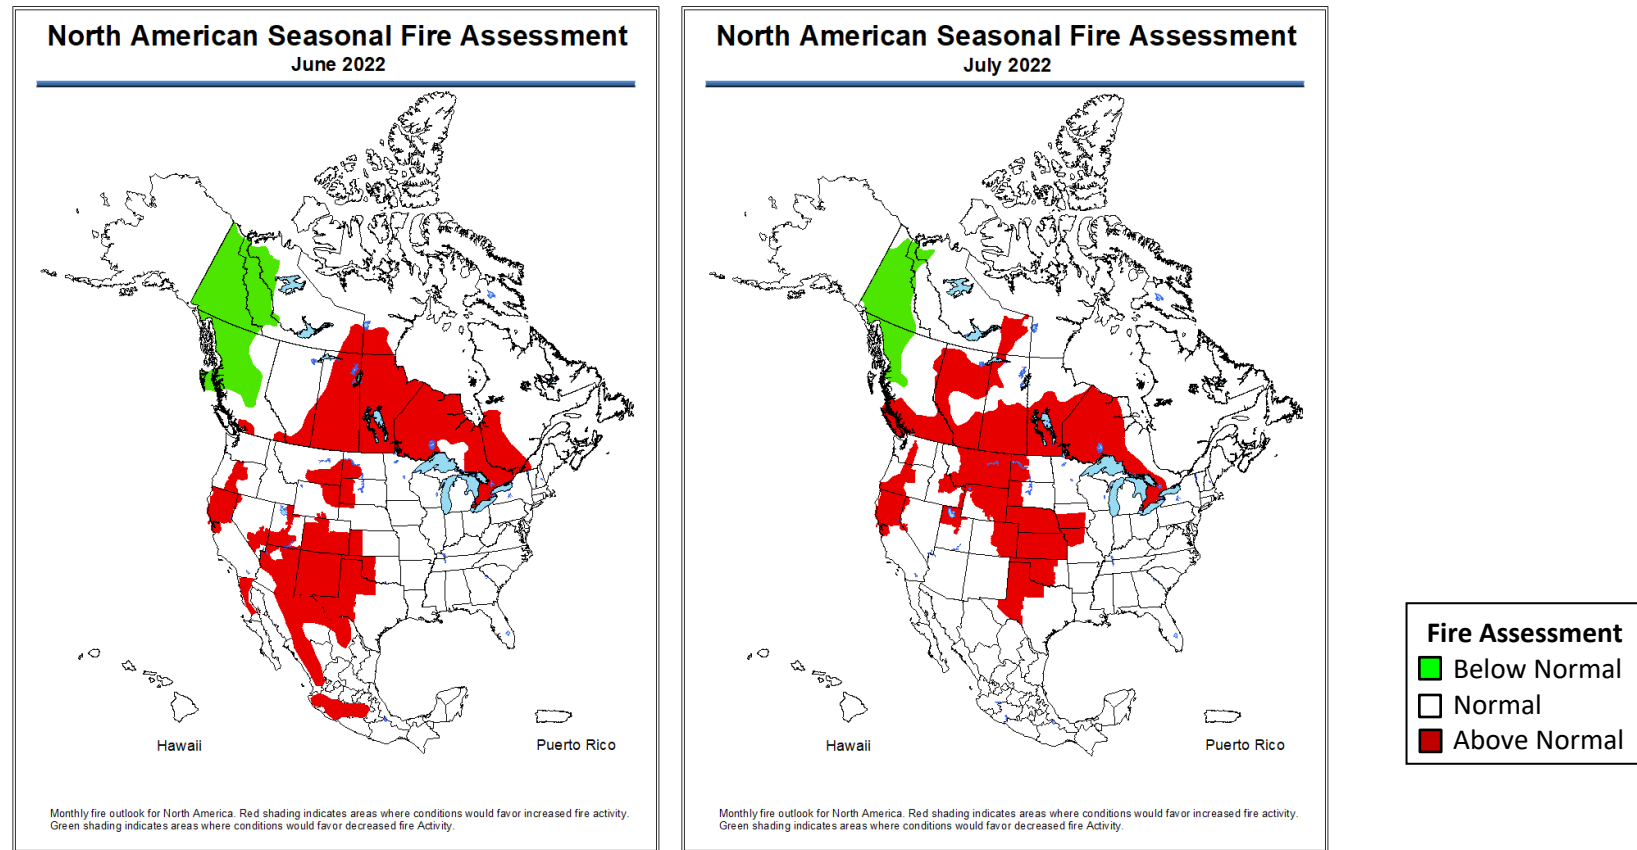 North American Seasonal Fire Assessment
June 2022
Hawaii
Puerto Rico
Monthly fire outlook for North America. Red shading indicates areas where conditions would favor increased fire activity.
Green shading indicates areas where conditions would favor decreased fire Activity.
North American Seasonal Fire Assessment
July 2022
Hawaii
Puerto Rico
Monthly fire outlook for North America. Red shading indicates areas where conditions would favor increased fire activity.
Green shading indicates areas where conditions would favor decreased fire Activity.
Fire Assessment
Below Normal
Normal
Above Normal